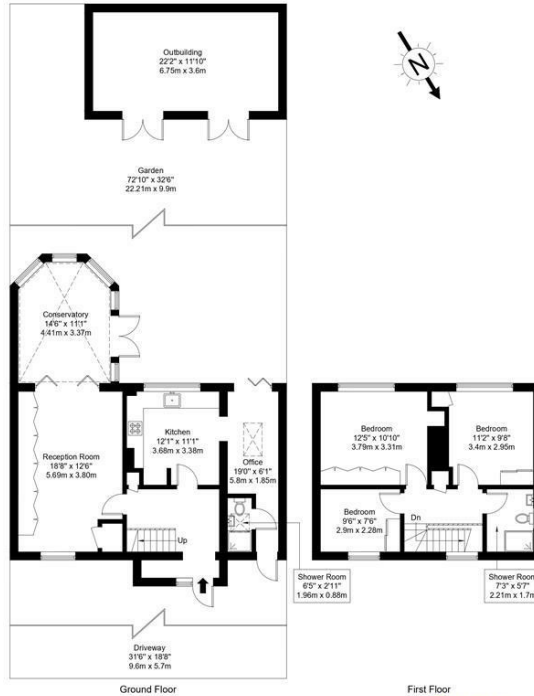 Outbuilding
22'2" x 11'10"
6.75m x 3.6m
N
Garden
72'10" x 32'6"
22.21m x 9.9m
Conservatory
14'6" x 11'1"
4.41m x 3.37m
Kitchen
12'1" x 11'1"
3.68m x 3.38m
Reception Room
18'8" x 12'6"
5.69m x 3.80m
Office
19'0" x 6'1"
5.8m x 1.85m
Up
Shower Room
6'5" x 2'11"
1.96m x 0.88m
Driveway
31'6" x 18'8"
9.6m x 5.7m
Ground Floor
Bedroom
12'5" x 10'10"
3.79m x 3.31m
Bedroom
11'2" x 9'8"
3.4m x 2.95m
Bedroom
9'6" x 7'6"
2.9m x 2.28m
Dn
Shower Room
7'3" x 5'7"
2.21m x 1.7m
First Floor